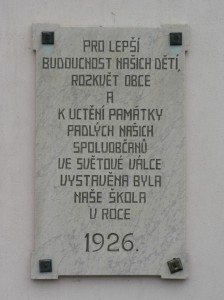 PRO LEPŠÍ
BUDOUCNOST NAŠICH DĚTÍ,
ROZKVĚT OBCE
A
K UCTĚNÍ PAMÁTKY
PADLÝCH NAŠICH
SPOLUOBČANŮ
VE SVĚTOVÉ VÁLCE
VYSTAVĚNA BYLA
NAŠE ŠKOLA
V ROCE
1926.